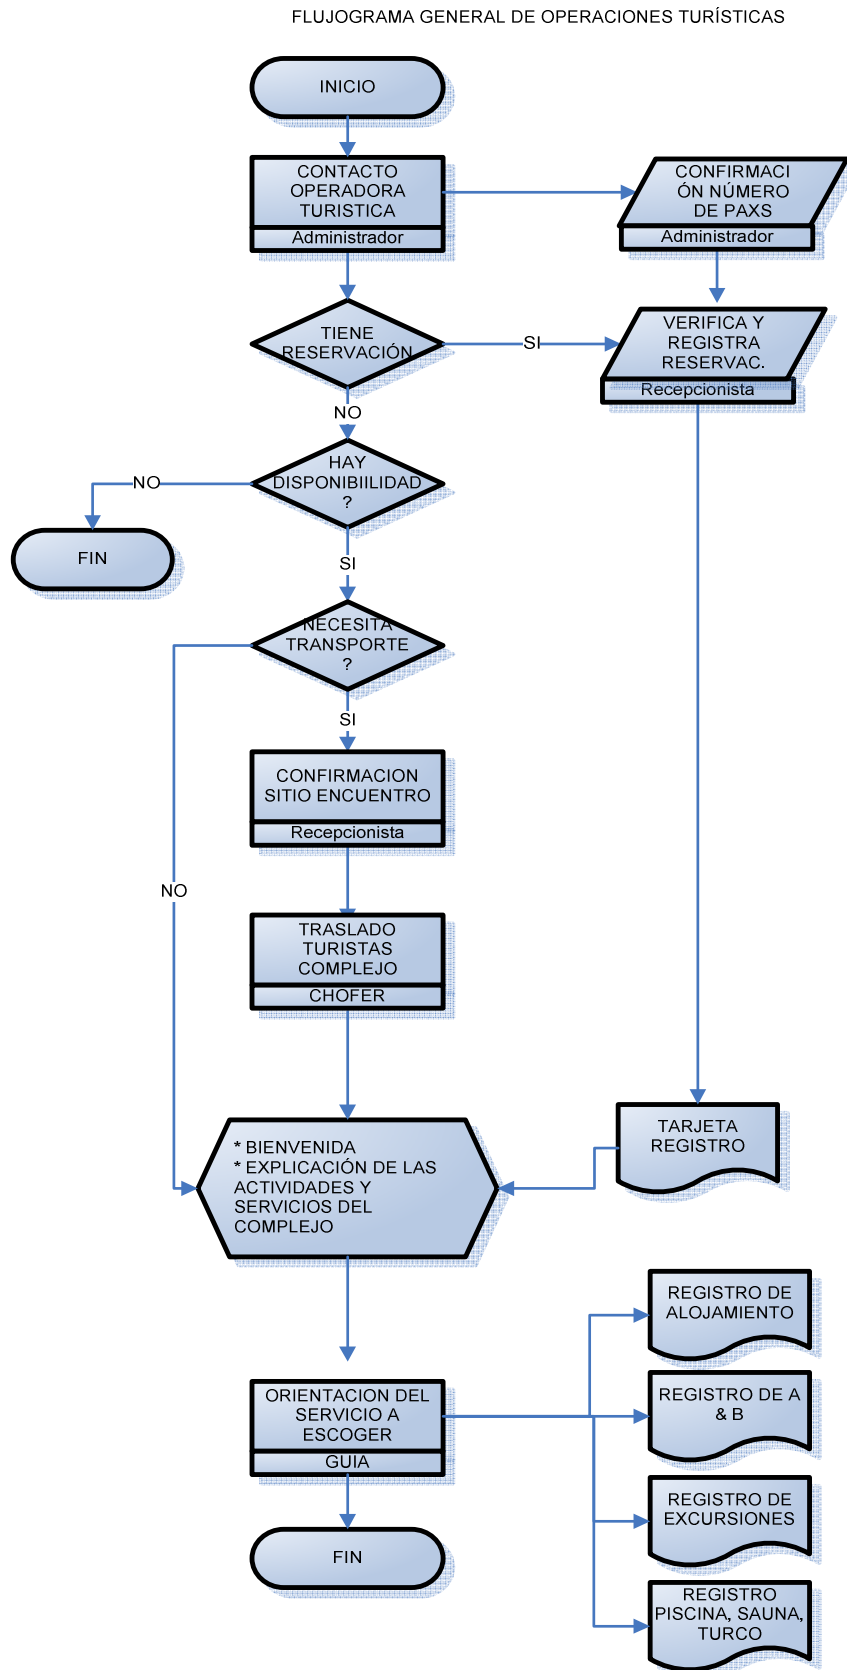 FLUJOGRAMA GENERAL DE OPERACIONES TURÍSTICAS
INICIO
CONTACTO
OPERADORA
TURISTICA
Administrador
CONFIRMACI
ÓN NÚMERO
DE PAXS
Administrador
TIENE
RESERVACIÓN
SI
VERIFICA Y
REGISTRA
RESERVAC.
Recepcionista
NO
HAY
DISPONIBIILIDAD
?
NO
FIN
SI
NECESITA
TRANSPORTE
?
SI
CONFIRMACION
SITIO ENCUENTRO
Recepcionista
NO
TRASLADO
TURISTAS
COMPLEJO
CHOFER
TARJETA
REGISTRO
* BIENVENIDA
* EXPLICACIÓN DE LAS
ACTIVIDADES Y
SERVICIOS DEL
COMPLEJO
REGISTRO DE
ALOJAMIENTO
ORIENTACION DEL
SERVICIO A
ESCOGER
GUIA
REGISTRO DE A
& B
REGISTRO DE
EXCURSIONES
FIN
REGISTRO
PISCINA, SAUNA,
TURCO